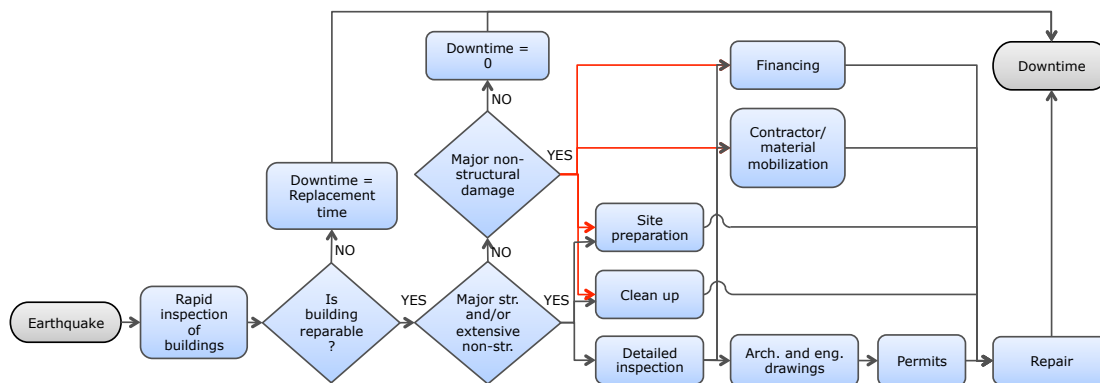 Downtime =
0
Financing
Downtime
NO
Contractor/
material
mobilization
Major non-
structural
damage
YES
Downtime =
Replacement
time
Site
preparation
NO
NO
Earthquake
Rapid
inspection
of
buildings
Is
building
reparable
?
YES
Major str.
and/or
extensive
non-str.
YES
Clean up
Detailed
inspection
Arch. and eng.
drawings
Permits
Repair